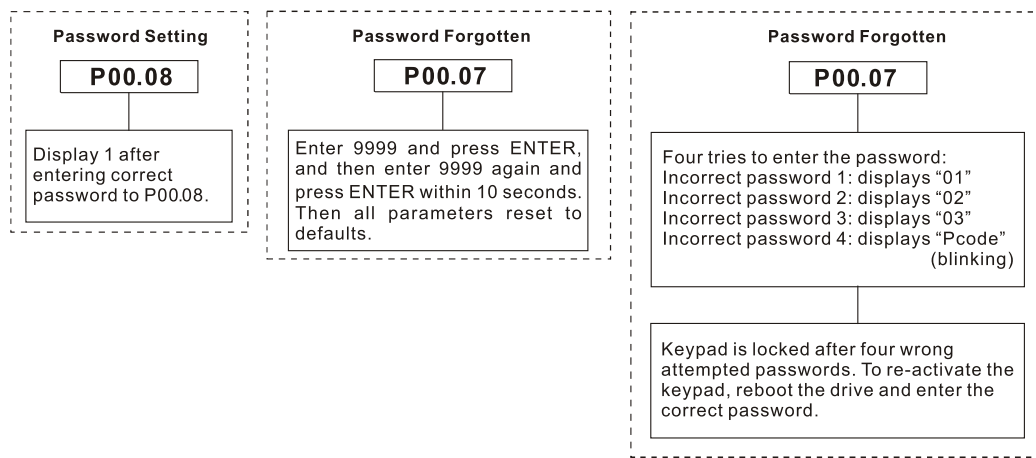 Password Setting
P00.08
Display 1 after
entering correct
password to P00.08.
Password Forgotten
P00.07
Enter 9999 and press ENTER,
and then enter 9999 again and
press ENTER within 10 seconds.
Then all parameters reset to
defaults.
Password Forgotten
P00.07
Four tries to enter the password:
Incorrect password 1: displays “01”
Incorrect password 2: displays “02”
Incorrect password 3: displays “03”
Incorrect password 4: displays “Pcode”
(blinking)
Keypad is locked after four wrong
attempted passwords. To re-activate the
keypad, reboot the drive and enter the
correct password.